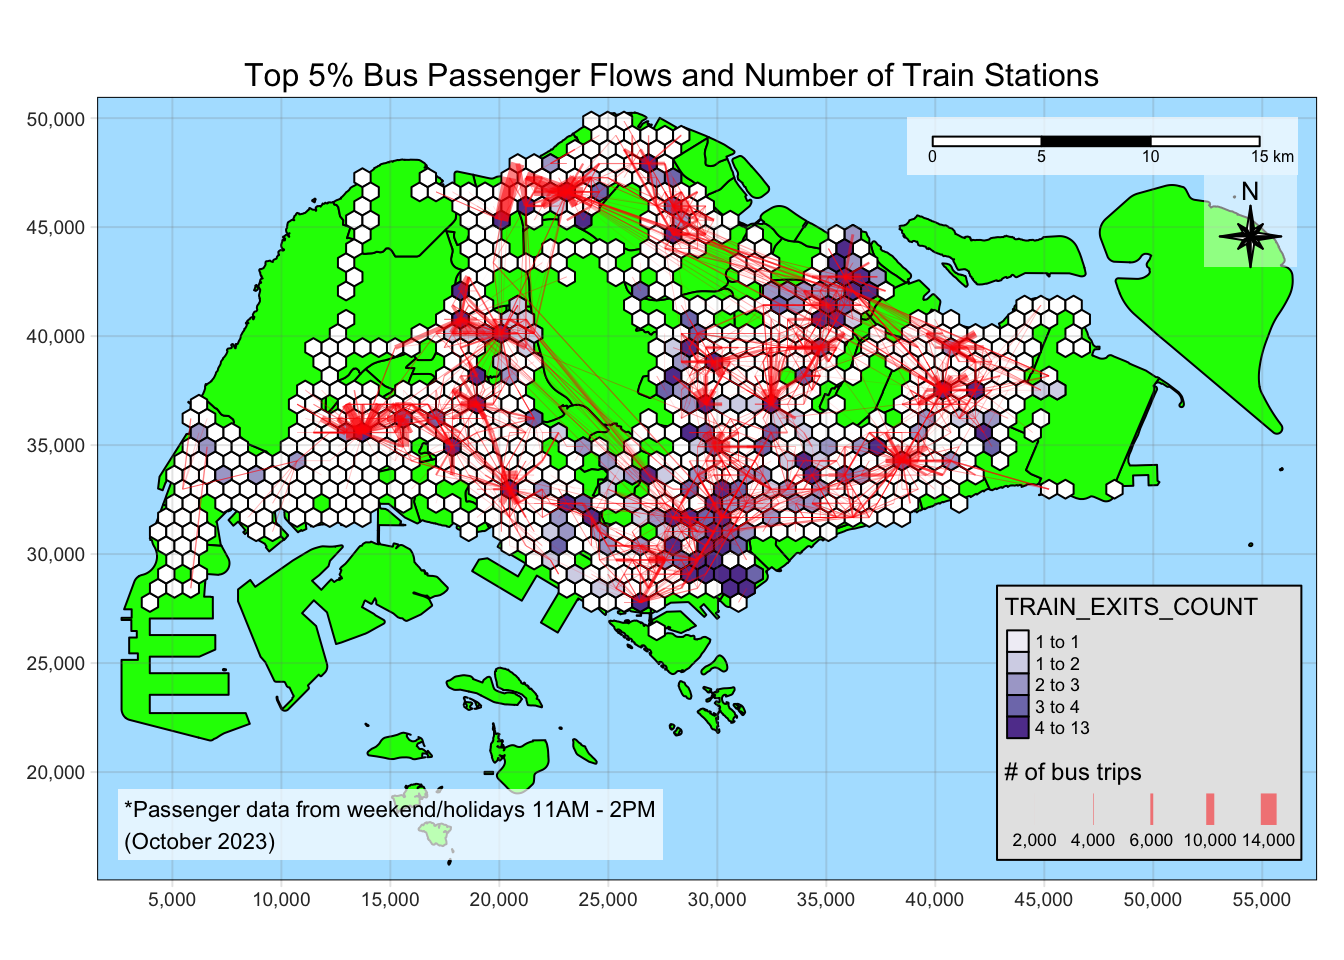 Top 5% Bus Passenger Flows and Number of Train Stations
50,000
45,000
40,000
35,000
30,000
25,000
20,000
0 5 10 15 km
N
TRAIN_EXITS_COUNT
1 to 1
1 to 2
2 to 3
3 to 4
4 to 13
# of bus trips
2,000 4,000 6,000 10,000 14,000
*Passenger data from weekend/holidays 11AM - 2PM
(October 2023)
5,000 10,000 15,000 20,000 25,000 30,000 35,000 40,000 45,000 50,000 55,000